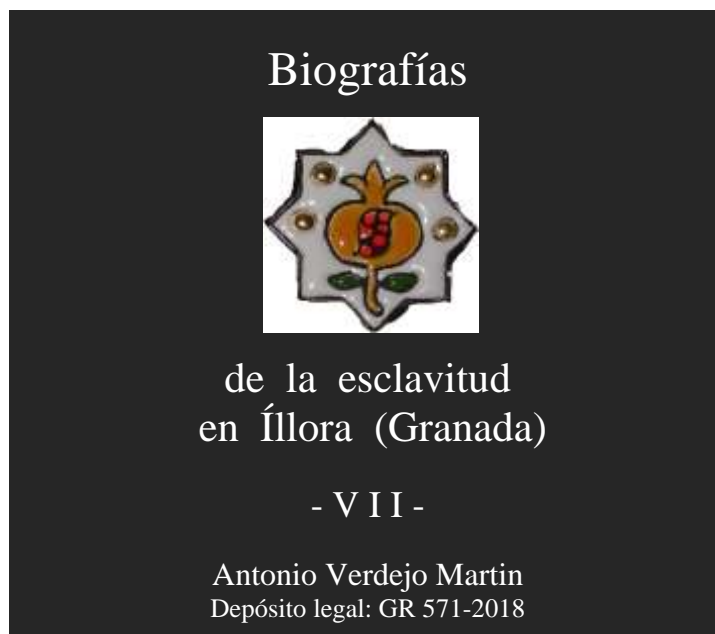 Biografías
de la esclavitud
en Íllora (Granada)
- V I I -
Antonio Verdejo Martin
Depósito legal: GR 571-2018